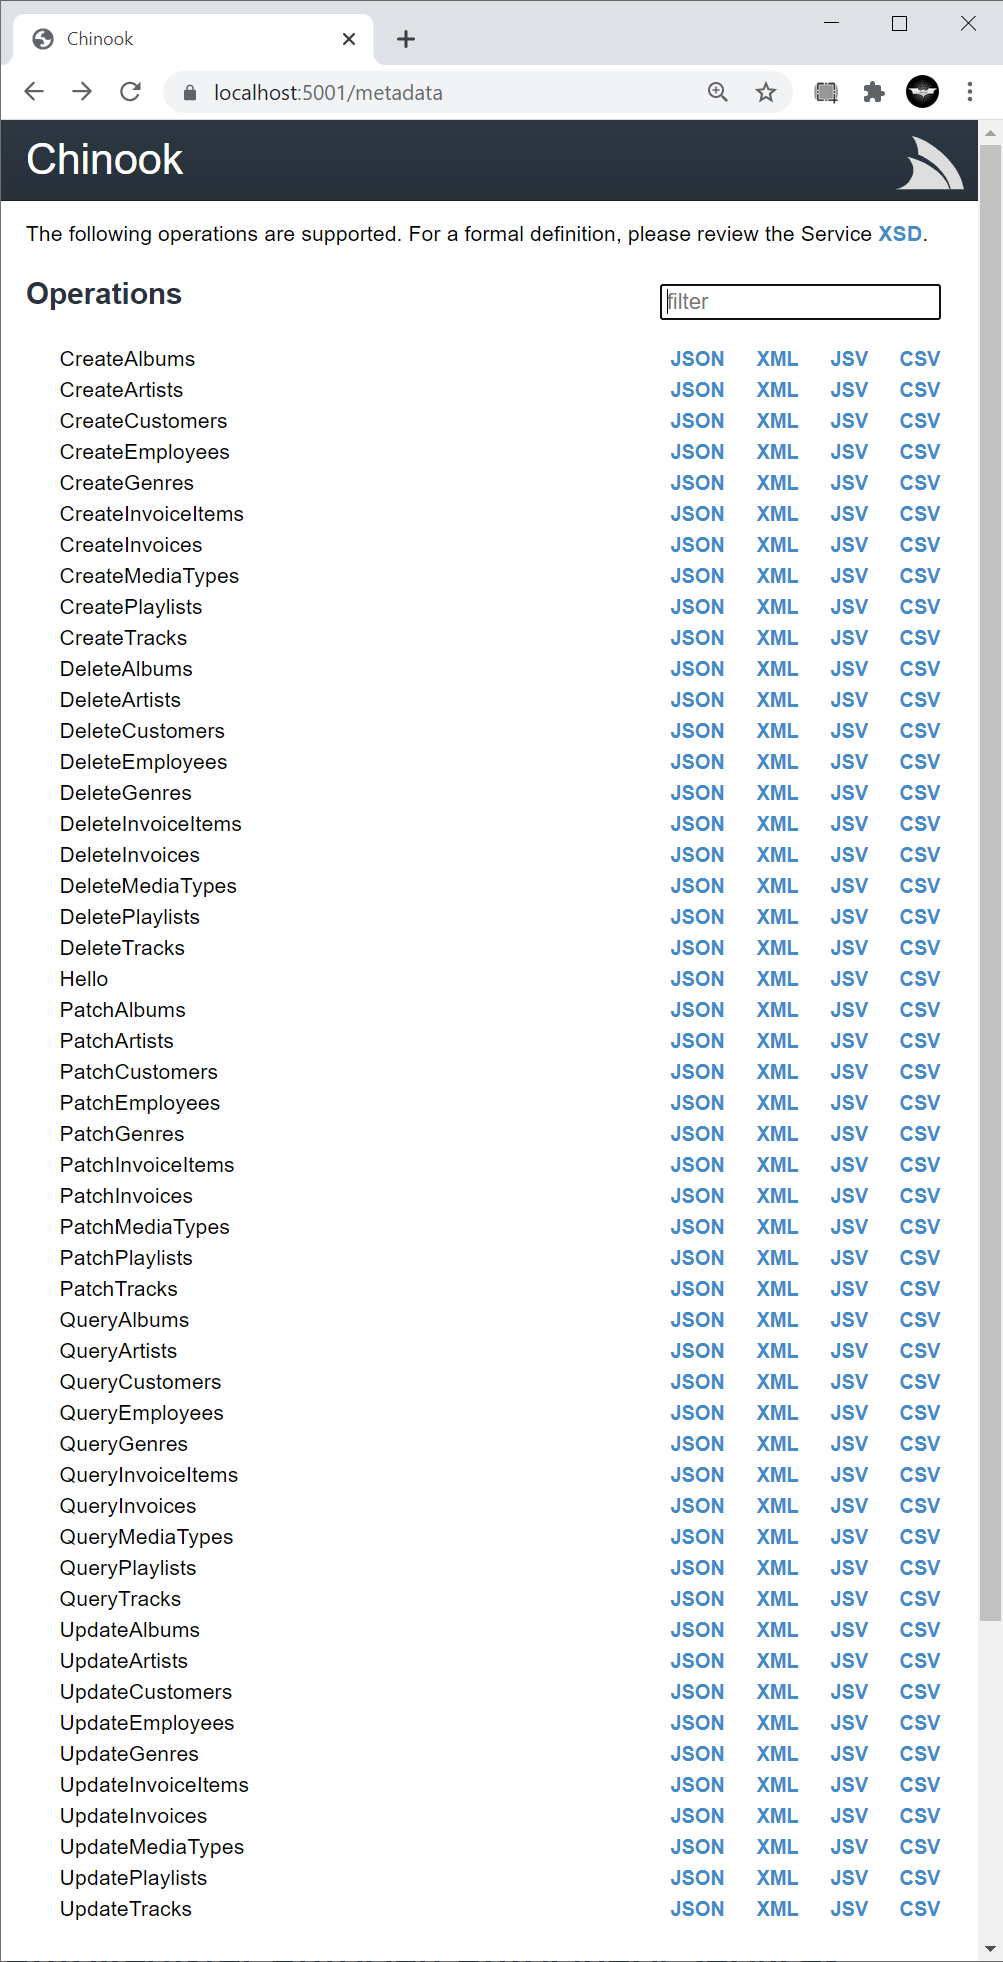 Chinook
localhost:5001/metadata
Chinook
The following operations are supported. For a formal definition, please review the Service XSD.
Operations
filter
CreateAlbums JSON XML JSV CSV
CreateArtists JSON XML JSV CSV
CreateCustomers JSON XML JSV CSV
CreateEmployees JSON XML JSV CSV
CreateGenres JSON XML JSV CSV
CreateInvoiceItems JSON XML JSV CSV
CreateInvoices JSON XML JSV CSV
CreateMediaTypes JSON XML JSV CSV
CreatePlaylists JSON XML JSV CSV
CreateTracks JSON XML JSV CSV
DeleteAlbums JSON XML JSV CSV
DeleteArtists JSON XML JSV CSV
DeleteCustomers JSON XML JSV CSV
DeleteEmployees JSON XML JSV CSV
DeleteGenres JSON XML JSV CSV
DeleteInvoiceItems JSON XML JSV CSV
DeleteInvoices JSON XML JSV CSV
DeleteMediaTypes JSON XML JSV CSV
DeletePlaylists JSON XML JSV CSV
DeleteTracks JSON XML JSV CSV
Hello JSON XML JSV CSV
PatchAlbums JSON XML JSV CSV
PatchArtists JSON XML JSV CSV
PatchCustomers JSON XML JSV CSV
PatchEmployees JSON XML JSV CSV
PatchGenres JSON XML JSV CSV
PatchInvoiceItems JSON XML JSV CSV
PatchInvoices JSON XML JSV CSV
PatchMediaTypes JSON XML JSV CSV
PatchPlaylists JSON XML JSV CSV
PatchTracks JSON XML JSV CSV
QueryAlbums JSON XML JSV CSV
QueryArtists JSON XML JSV CSV
QueryCustomers JSON XML JSV CSV
QueryEmployees JSON XML JSV CSV
QueryGenres JSON XML JSV CSV
QueryInvoiceItems JSON XML JSV CSV
QueryInvoices JSON XML JSV CSV
QueryMediaTypes JSON XML JSV CSV
QueryPlaylists JSON XML JSV CSV
QueryTracks JSON XML JSV CSV
UpdateAlbums JSON XML JSV CSV
UpdateArtists JSON XML JSV CSV
UpdateCustomers JSON XML JSV CSV
UpdateEmployees JSON XML JSV CSV
UpdateGenres JSON XML JSV CSV
UpdateInvoiceItems JSON XML JSV CSV
UpdateInvoices JSON XML JSV CSV
UpdateMediaTypes JSON XML JSV CSV
UpdatePlaylists JSON XML JSV CSV
UpdateTracks JSON XML JSV CSV